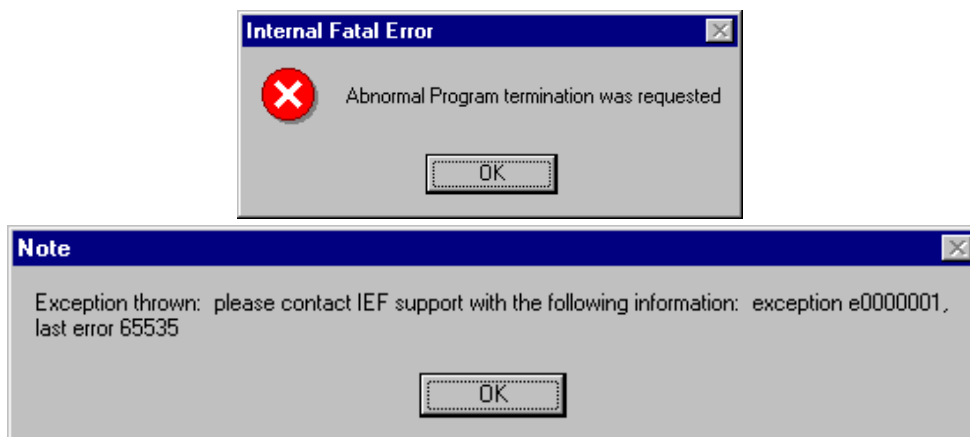 Internal Fatal Error
Abnormal Program termination was requested
OK
Note
Exception thrown:  please contact IEF support with the following information:  exception e0000001,
last error 65535
OK